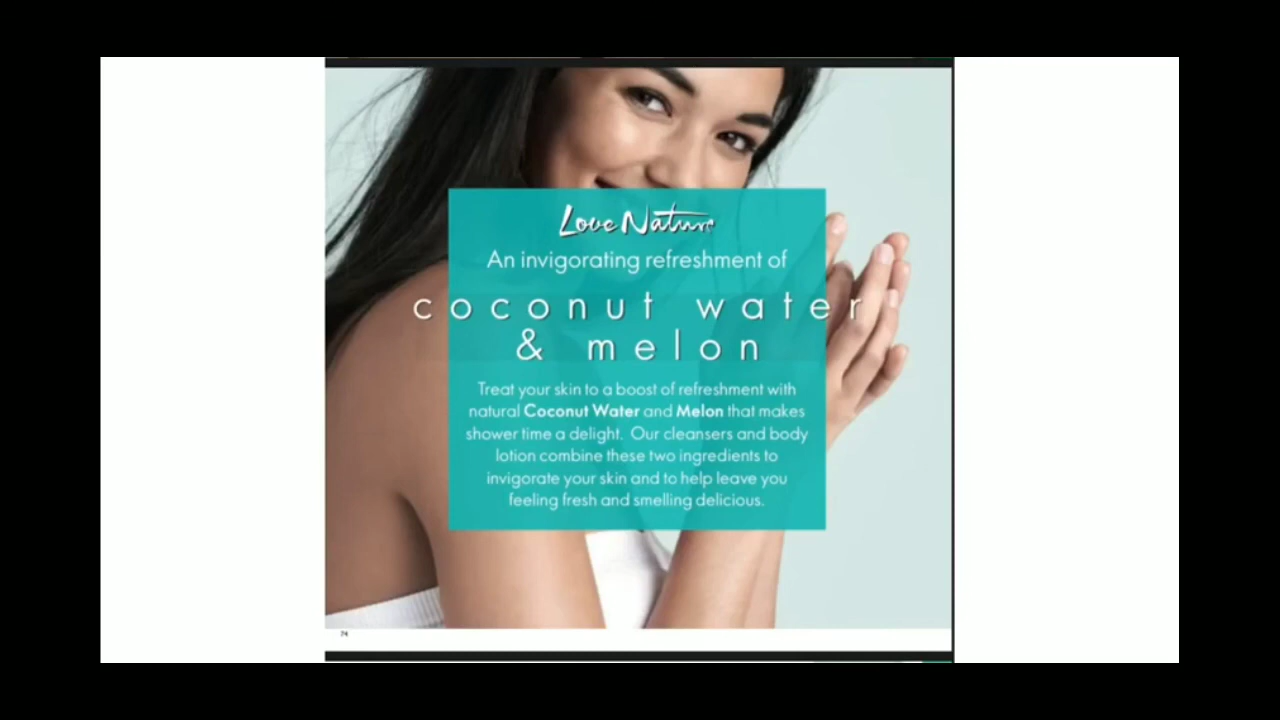 Love Nature
An invigorating refreshment of
coconut water
& melon
Treat your skin to a boost of refreshment with
natural Coconut Water and Melon that makes
shower time a delight. Our cleansers and body
lotion combine these two ingredients to
invigorate your skin and to help leave you
feeling fresh and smelling delicious.
74